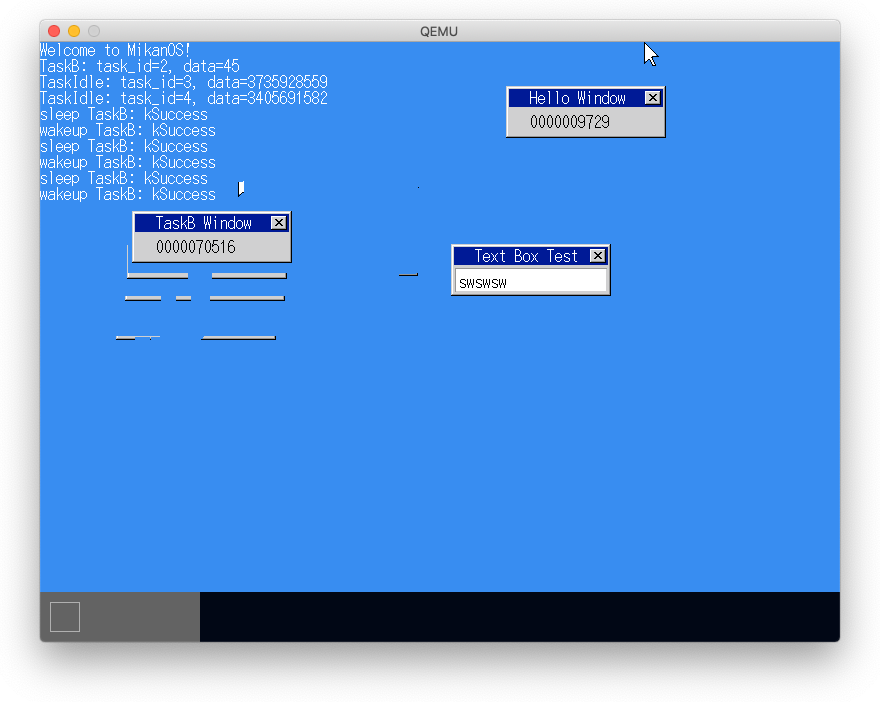 QEMU
Welcome to MikanOS!
TaskB: task_id=2, data=45
TaskIdle: task_id=3, data=3735928559
TaskIdle: task_id=4, data=3405691582
sleep TaskB: kSuccess
wakeup TaskB: kSuccess
sleep TaskB: kSuccess
wakeup TaskB: kSuccess
sleep TaskB: kSuccess
wakeup TaskB: kSuccess
Hello Window
0000009729
TaskB Window
0000070516
Text Box Test
swswsw